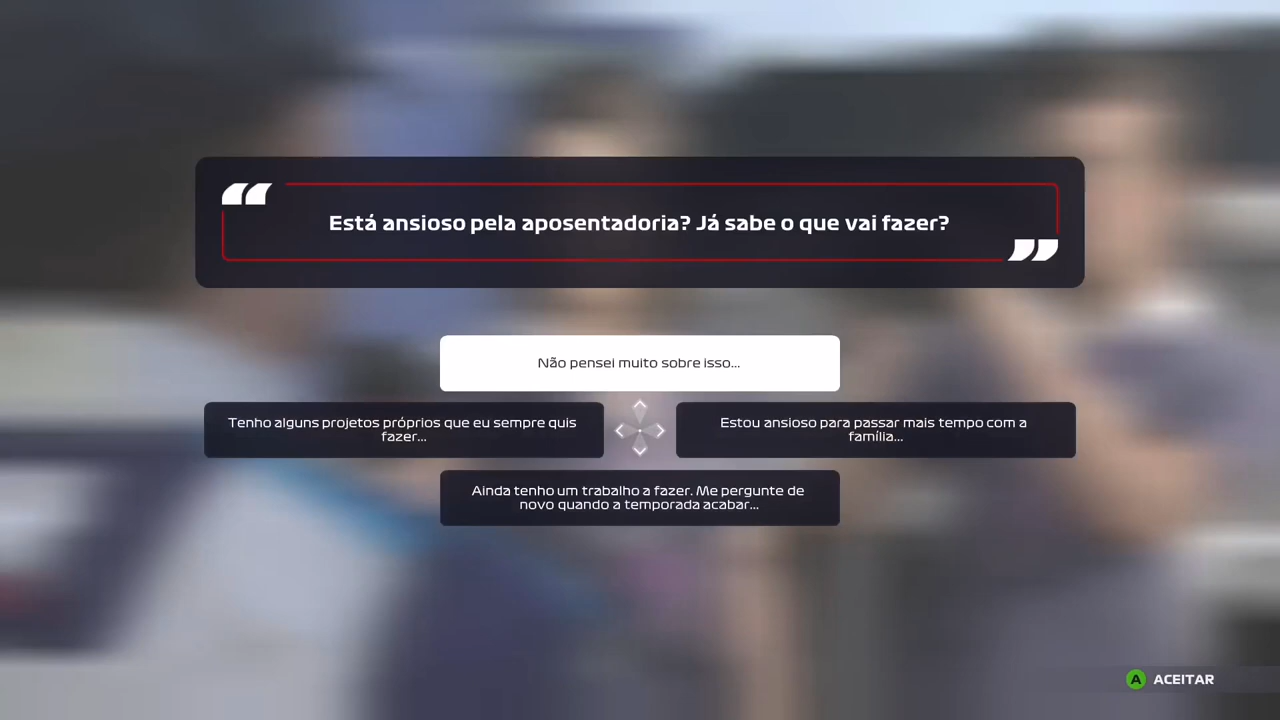 Está ansioso pela aposentadoria? Já sabe o que vai fazer?
Não pensei muito sobre isso...
Tenho alguns projetos próprios que eu sempre quis
fazer...
Estou ansioso para passar mais tempo com a
família...
Ainda tenho um trabalho a fazer. Me pergunte de
novo quando a temporada acabar...
A ACEITAR